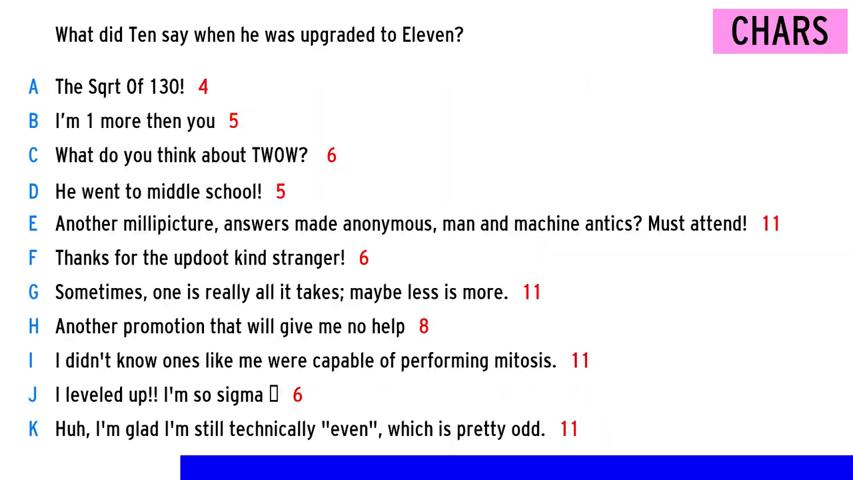 What did Ten say when he was upgraded to Eleven?
CHARS
A The Sqrt Of 130! 4
B I'm 1 more then you 5
C What do you think about TWOW? 6
D He went to middle school! 5
E Another millipicture, answers made anonymous, man and machine antics? Must attend! 11
F Thanks for the updoot kind stranger! 6
G Sometimes, one is really all it takes; maybe less is more. 11
H Another promotion that will give me no help 8
I I didn't know ones like me were capable of performing mitosis. 11
J I leveled up!! I'm so sigma ▯ 6
K Huh, I'm glad I'm still technically "even", which is pretty odd. 11